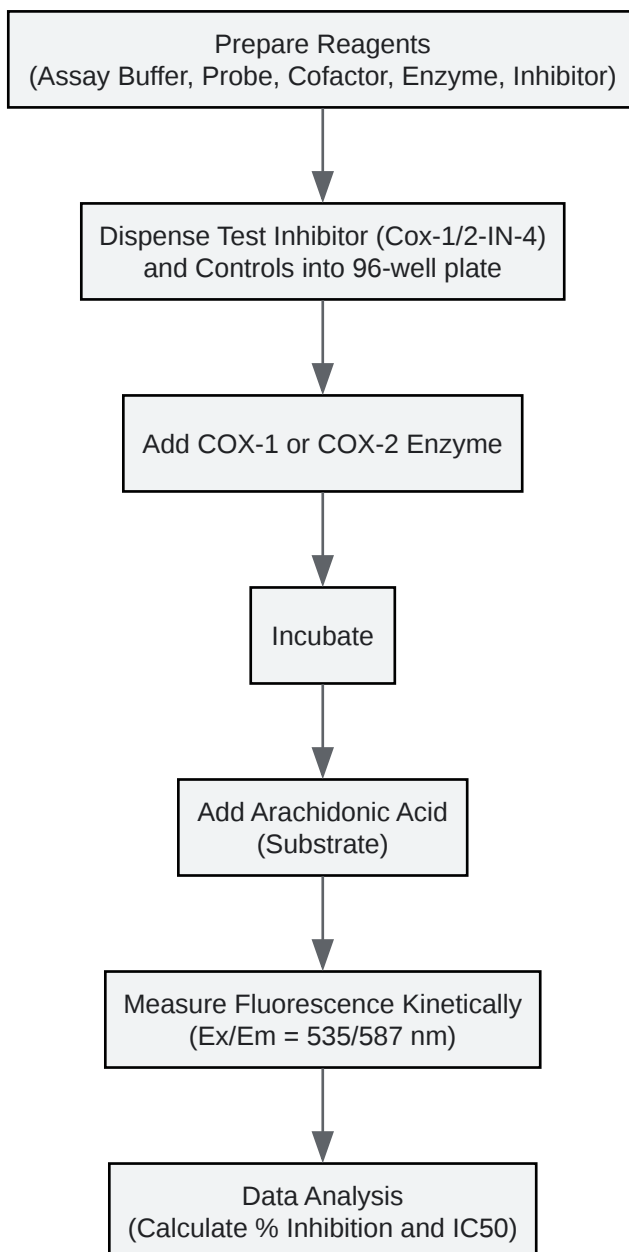 Prepare Reagents
(Assay Buffer, Probe, Cofactor, Enzyme, Inhibitor)
Dispense Test Inhibitor (Cox-1/2-IN-4)
and Controls into 96-well plate
Add COX-1 or COX-2 Enzyme
Incubate
Add Arachidonic Acid
(Substrate)
Measure Fluorescence Kinetically
(Ex/Em = 535/587 nm)
Data Analysis
(Calculate % Inhibition and IC50)